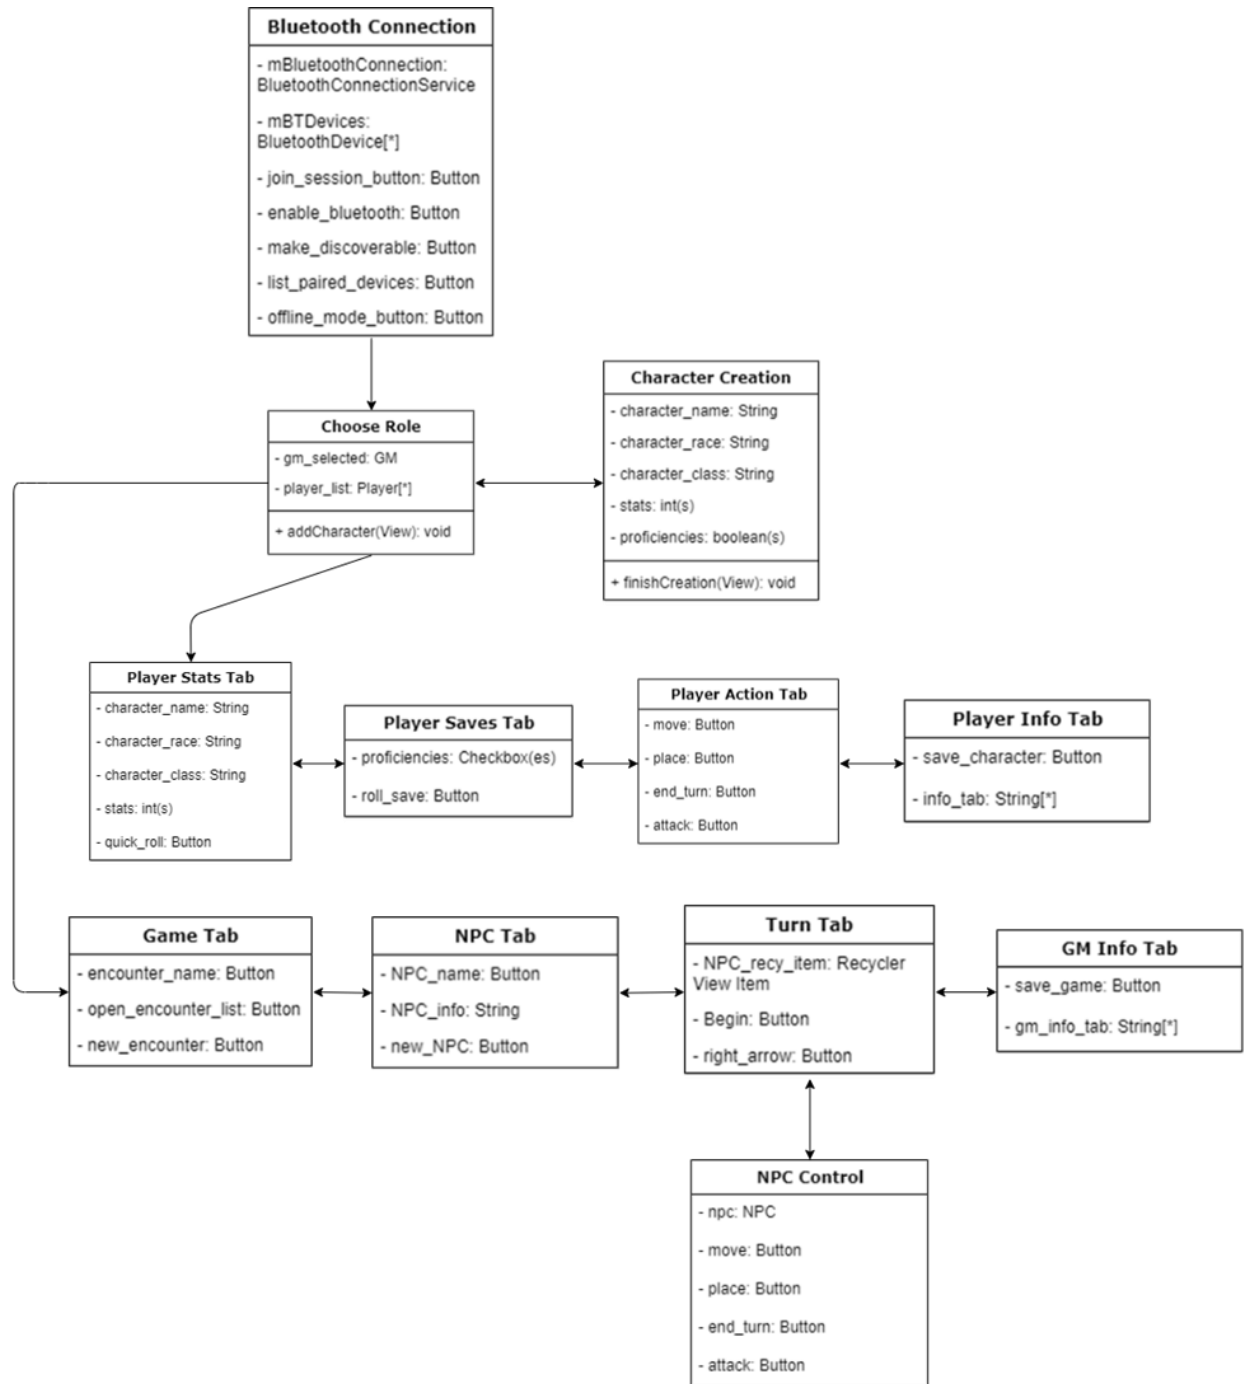 Bluetooth Connection
- mBluetoothConnection:
BluetoothConnectionService
- mBTDevices:
BluetoothDevice[*]
- join_session_button: Button
- enable_bluetooth: Button
- make_discoverable: Button
- list_paired_devices: Button
- offline_mode_button: Button
Character Creation
- character_name: String
- character_race: String
- character_class: String
- stats: int(s)
- proficiencies: boolean(s)
+ finishCreation(View): void
Choose Role
- gm_selected: GM
- player_list: Player[*]
+ addCharacter(View): void
Player Stats Tab
- character_name: String
- character_race: String
- character_class: String
- stats: int(s)
- quick_roll: Button
Player Saves Tab
- proficiencies: Checkbox(es)
- roll_save: Button
Player Action Tab
- move: Button
- place: Button
- end_turn: Button
- attack: Button
Player Info Tab
- save_character: Button
- info_tab: String[*]
Game Tab
- encounter_name: Button
- open_encounter_list: Button
- new_encounter: Button
NPC Tab
- NPC_name: Button
- NPC_info: String
- new_NPC: Button
Turn Tab
- NPC_recy_item: Recycler
View Item
- Begin: Button
- right_arrow: Button
GM Info Tab
- save_game: Button
- gm_info_tab: String[*]
NPC Control
- npc: NPC
- move: Button
- place: Button
- end_turn: Button
- attack: Button